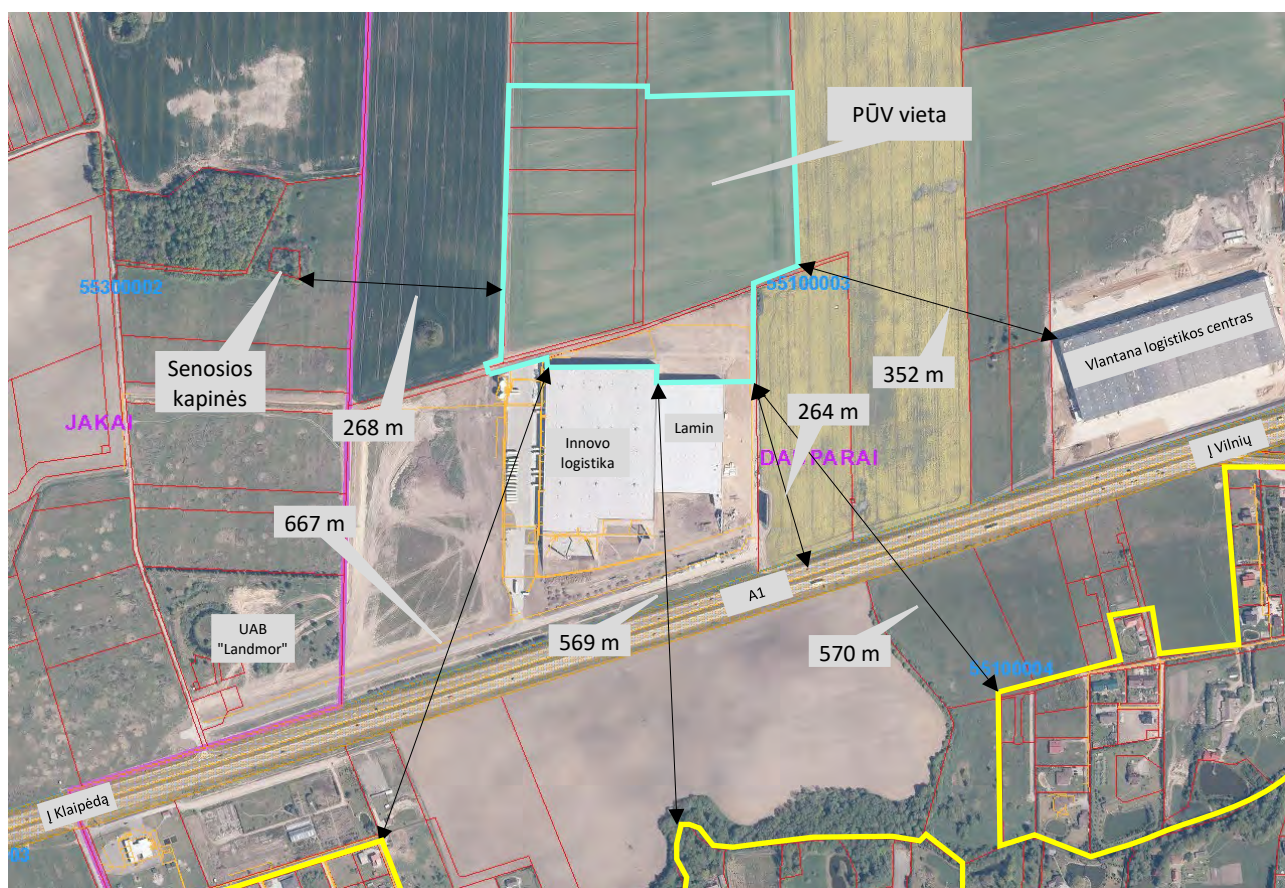 PŪV vieta
55300002
55100003
Senosios
kapinės
Vlantana logistikos centras
352 m
268 m
264 m
JAKAI
Innovo
logistika
Lamin
Į Vilnių
667 m
A1
UAB
"Landmor"
569 m
570 m
55100004
Į Klaipėdą